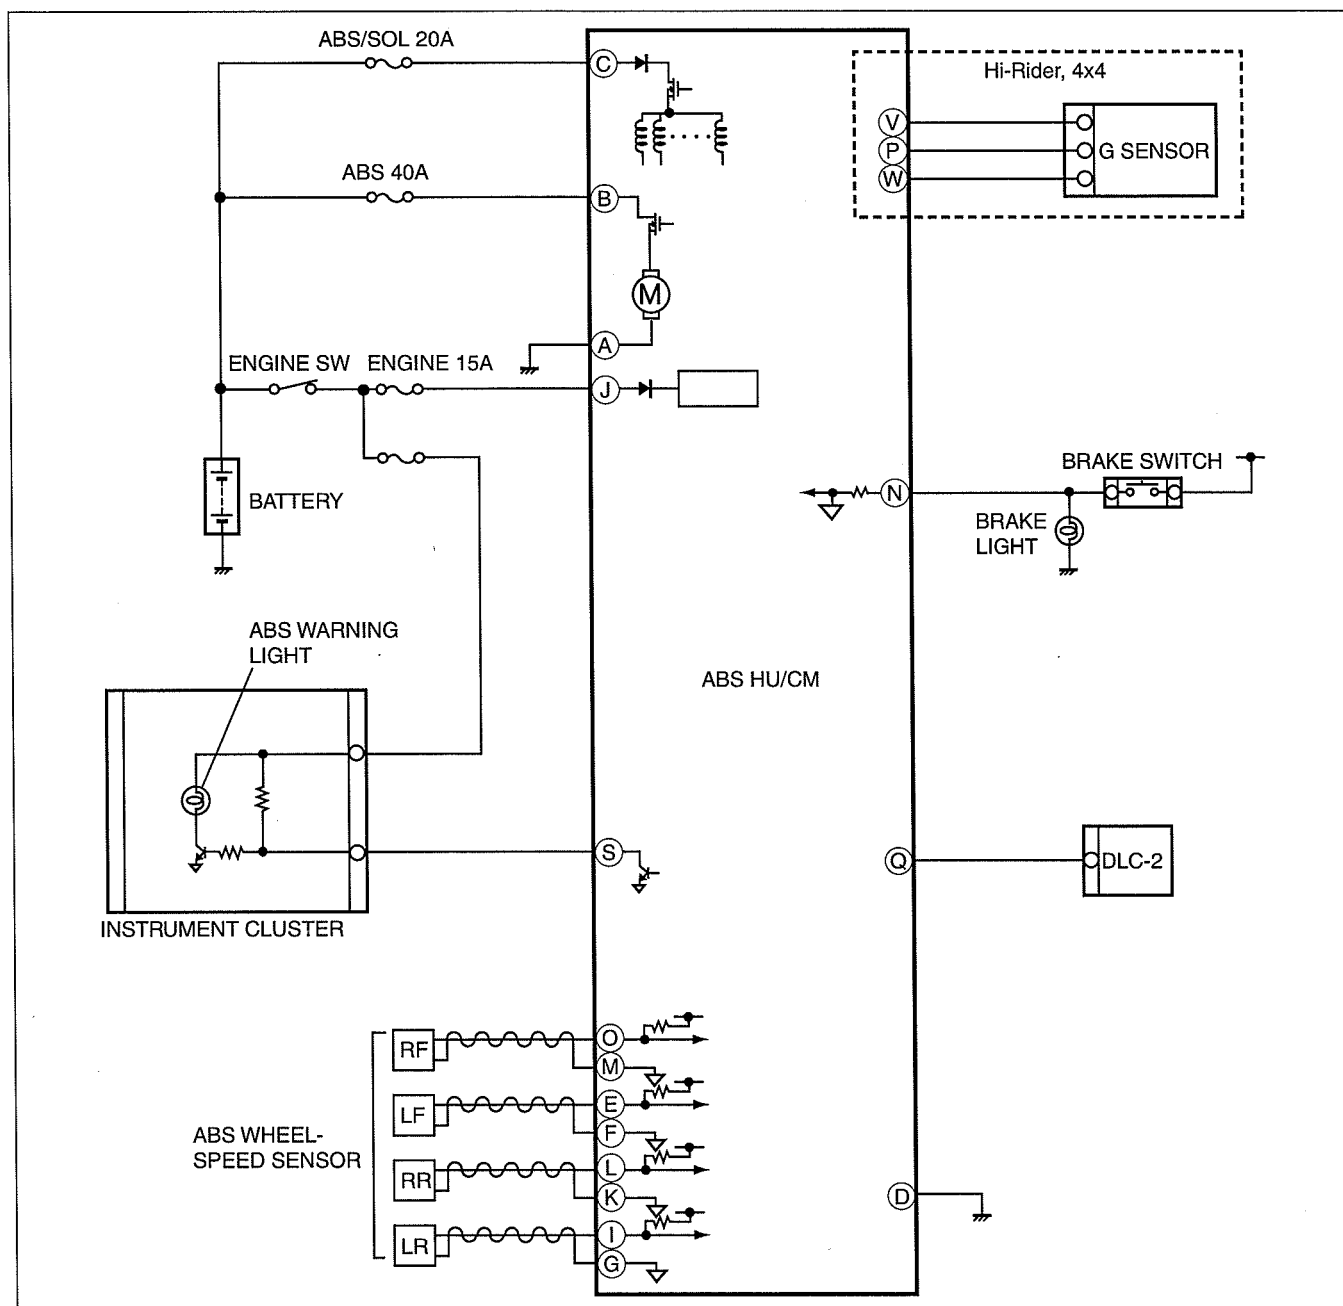 ABS/SOL 20A
C
Hi-Rider, 4x4
V
P
W
G SENSOR
ABS 40A
B
M
A
ENGINE SW
ENGINE 15A
J
BATTERY
N
BRAKE SWITCH
BRAKE
LIGHT
ABS WARNING
LIGHT
ABS HU/CM
S
Q
DLC-2
INSTRUMENT CLUSTER
ABS WHEEL-
SPEED SENSOR
RF
O
M
LF
E
F
RR
L
K
LR
I
G
D